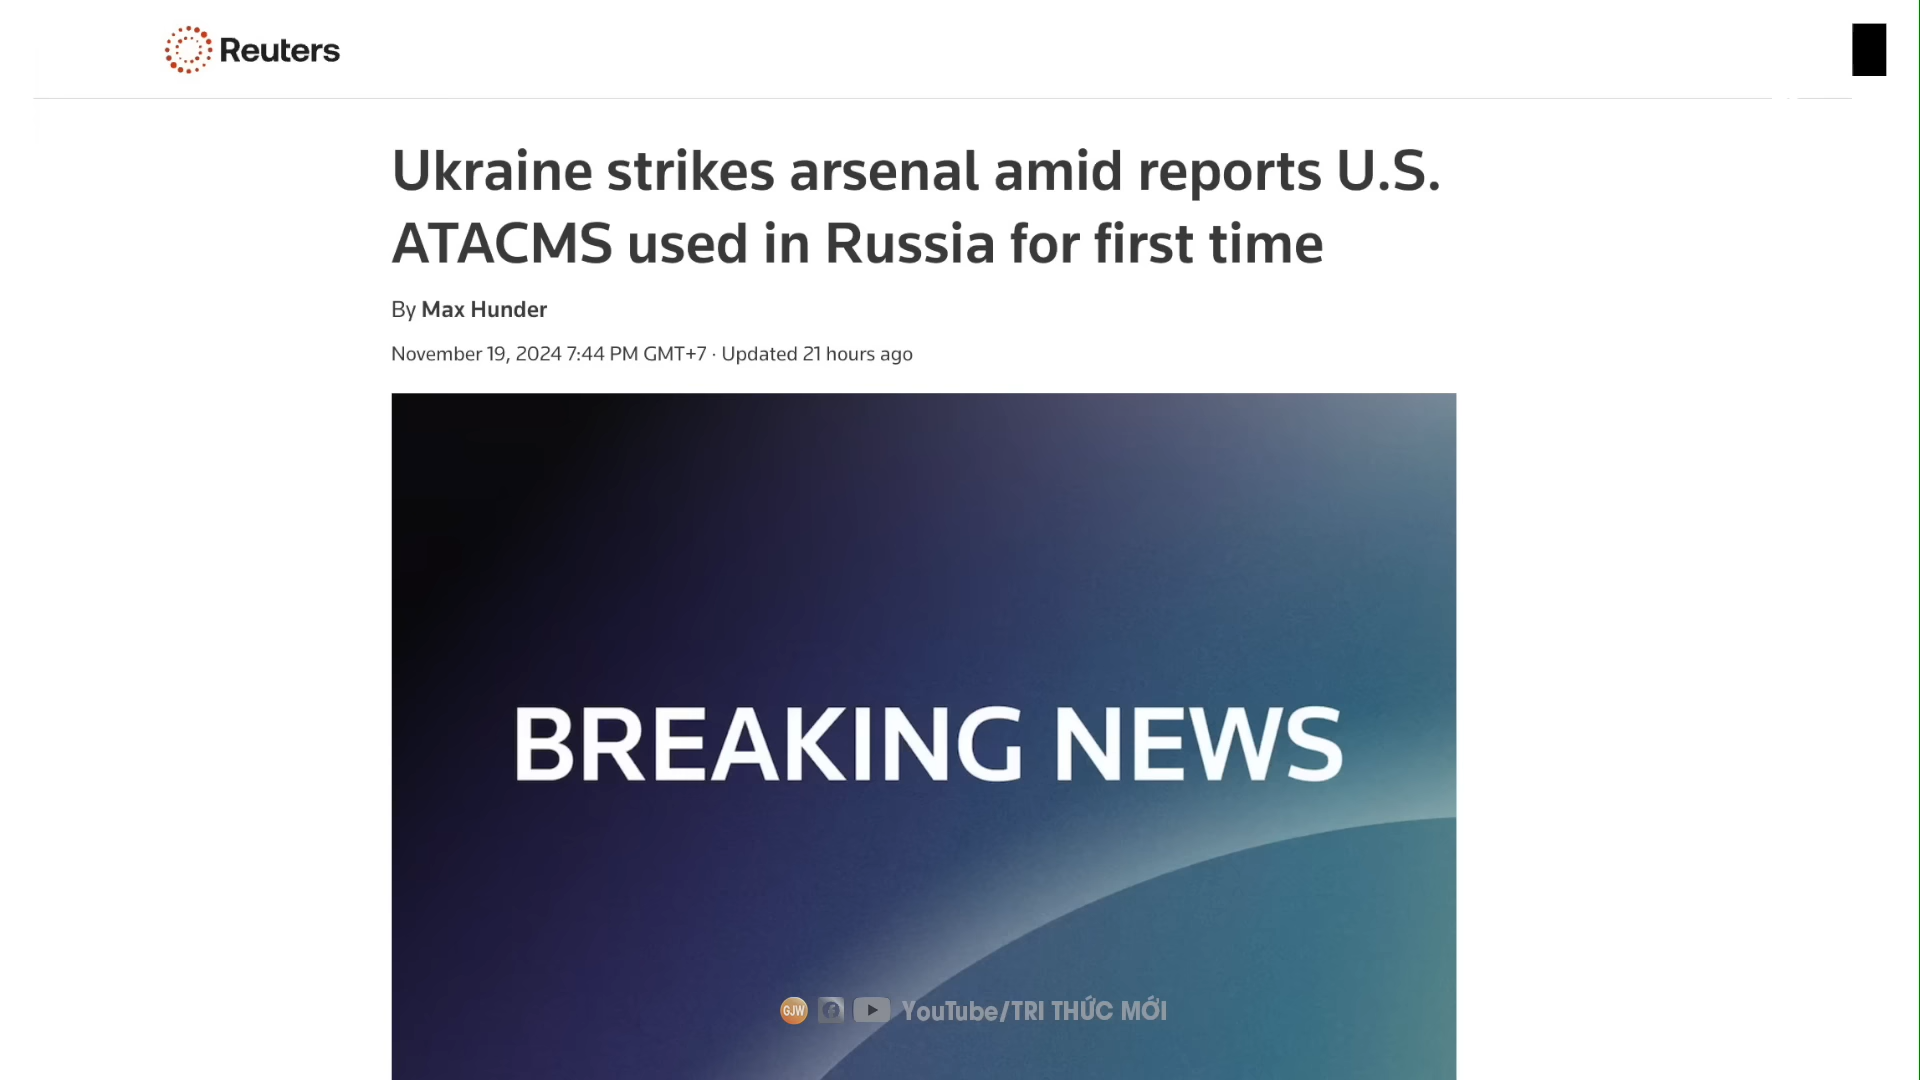 Reuters
Ukraine strikes arsenal amid reports U.S.
ATACMS used in Russia for first time
By Max Hunder
November 19, 2024 7:44 PM GMT+7 · Updated 21 hours ago
BREAKING NEWS
GJW YouTube/TRI THỨC MỚI